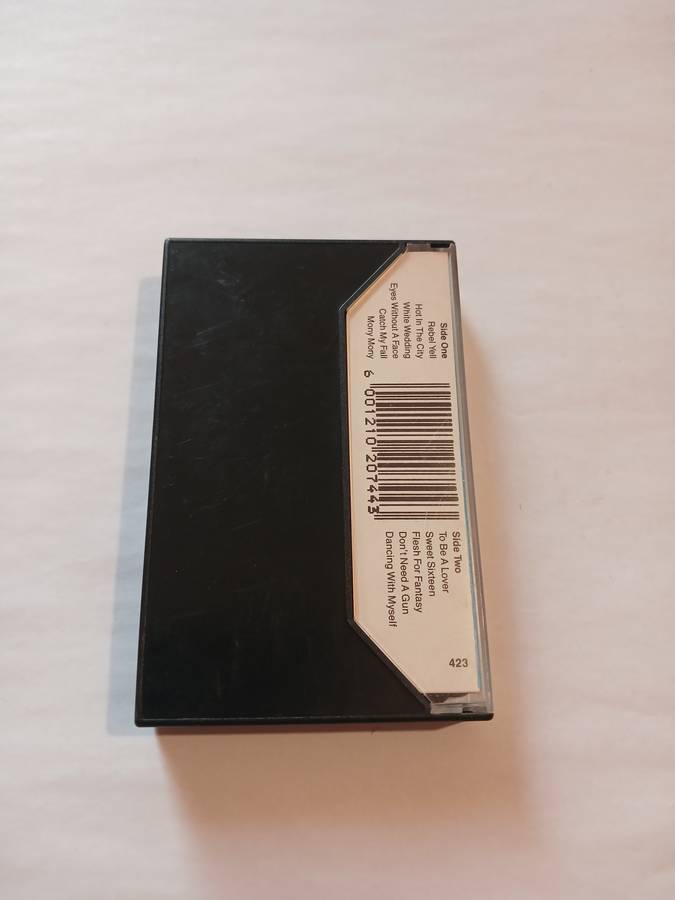 Side One
Rebel Yell
Hot In The City
White Wedding
Eyes Without A Face
Catch My Fall
Mony Mony
6 001210 207443
Side Two
To Be A Lover
Sweet Sixteen
Flesh For Fantasy
Don't Need A Gun
Dancing With Myself
423